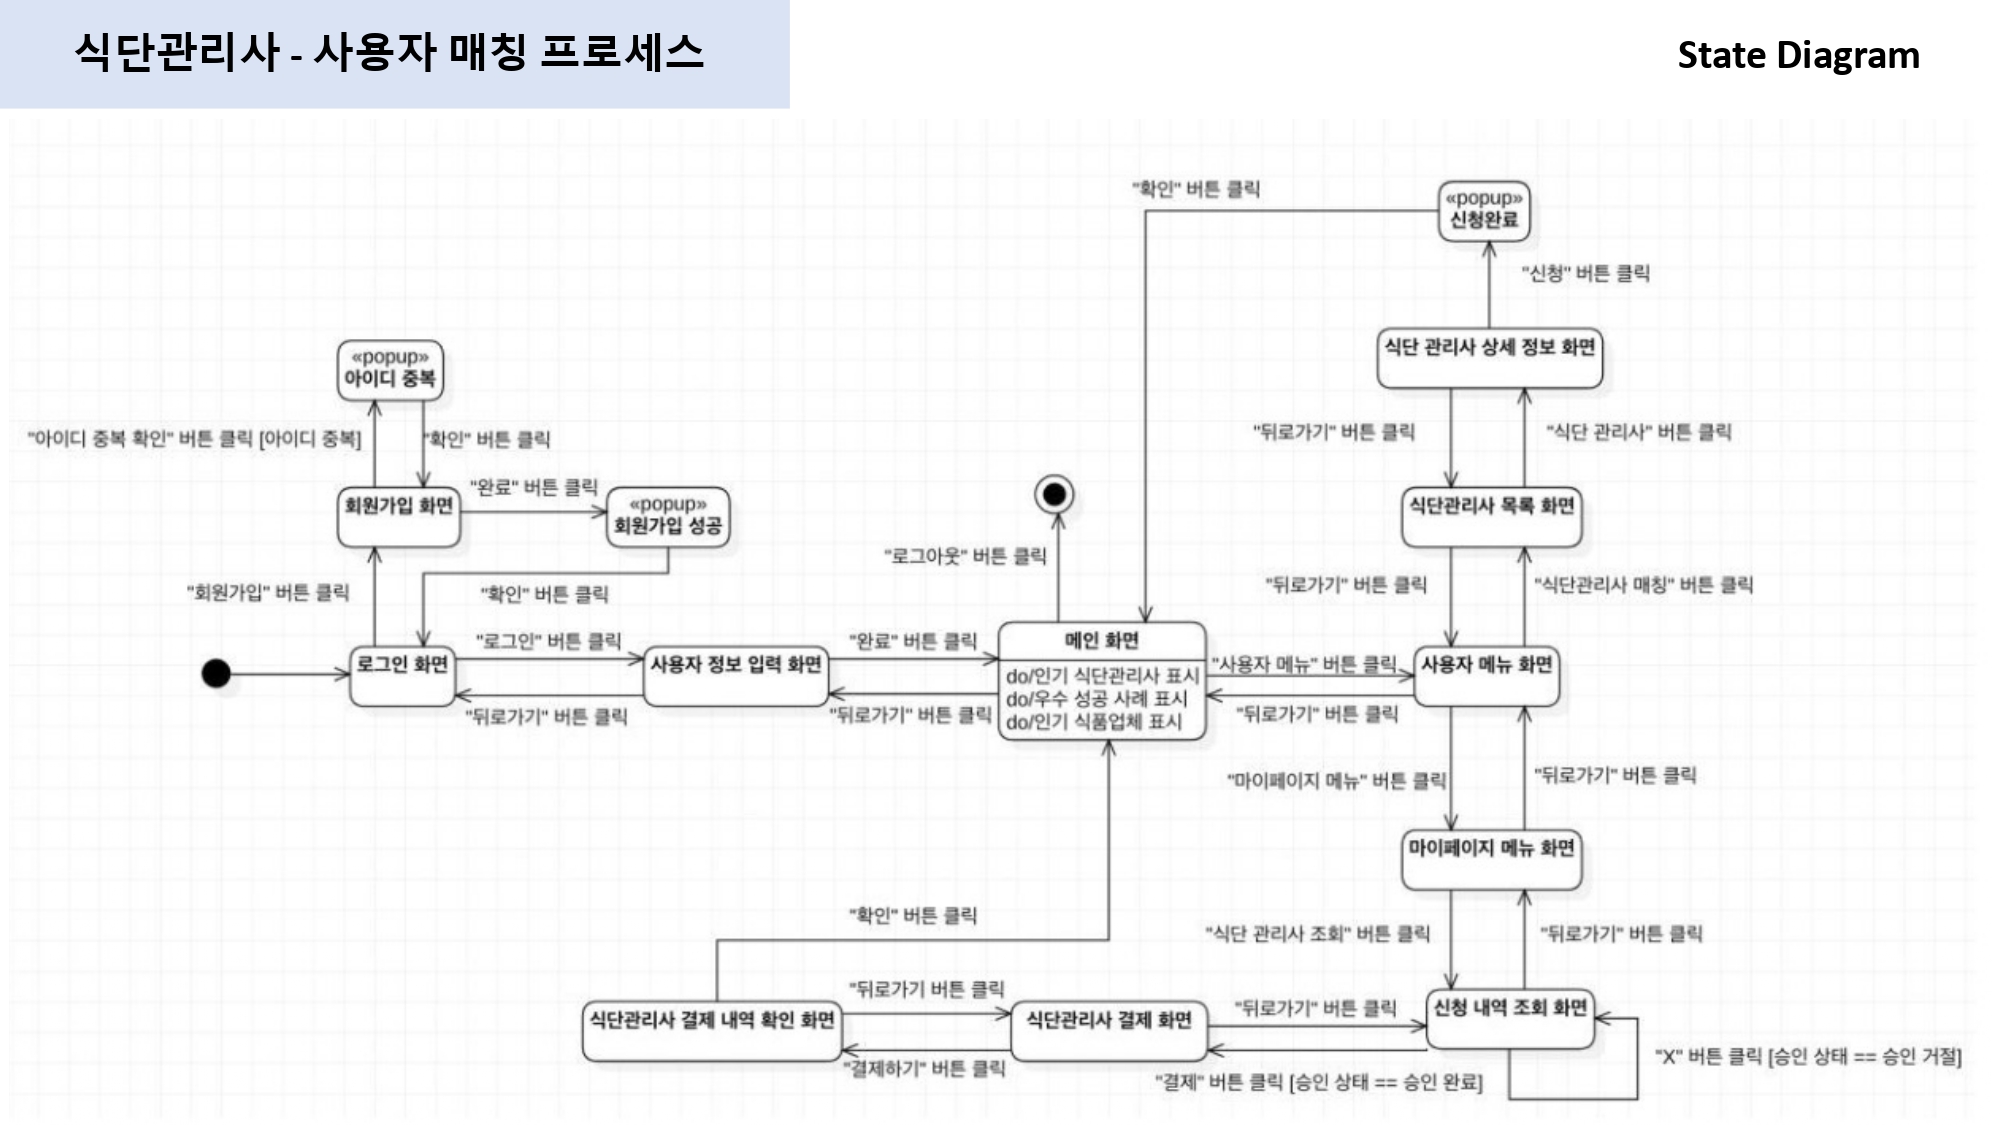 식단관리사 - 사용자 매칭 프로세스
State Diagram
"확인" 버튼 클릭
«popup»
신청완료
"신청" 버튼 클릭
식단 관리사 상세 정보 화면
«popup»
아이디 중복
"뒤로가기" 버튼 클릭
"식단 관리사" 버튼 클릭
"아이디 중복 확인" 버튼 클릭 [아이디 중복]
"확인" 버튼 클릭
"완료" 버튼 클릭
회원가입 화면
«popup»
회원가입 성공
식단관리사 목록 화면
"로그아웃" 버튼 클릭
"회원가입" 버튼 클릭
"확인" 버튼 클릭
"뒤로가기" 버튼 클릭
"식단관리사 매칭" 버튼 클릭
로그인 화면
"로그인" 버튼 클릭
사용자 정보 입력 화면
"완료" 버튼 클릭
메인 화면
do/인기 식단관리사 표시
do/우수 성공 사례 표시
do/인기 식품업체 표시
"사용자 메뉴" 버튼 클릭
사용자 메뉴 화면
"뒤로가기" 버튼 클릭
"뒤로가기" 버튼 클릭
"뒤로가기" 버튼 클릭
"마이페이지 메뉴" 버튼 클릭
"뒤로가기" 버튼 클릭
마이페이지 메뉴 화면
"확인" 버튼 클릭
"식단 관리사 조회" 버튼 클릭
"뒤로가기" 버튼 클릭
"뒤로가기 버튼 클릭
"뒤로가기" 버튼 클릭
신청 내역 조회 화면
식단관리사 결제 내역 확인 화면
식단관리사 결제 화면
"결제하기" 버튼 클릭
"결제" 버튼 클릭 [승인 상태 == 승인 완료]
"X" 버튼 클릭 [승인 상태 == 승인 거절]